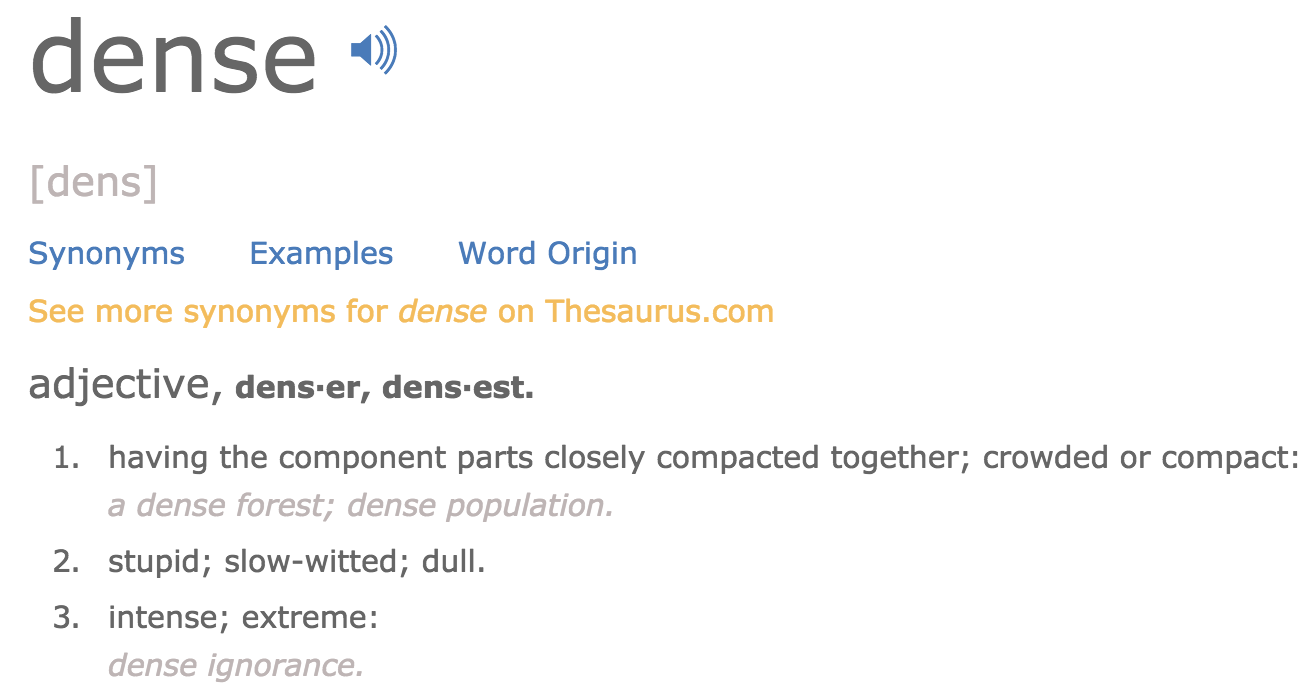 dense
[dens]
Synonyms Examples Word Origin
See more synonyms for dense on Thesaurus.com
adjective, dens·er, dens·est.
1. having the component parts closely compacted together; crowded or compact:
a dense forest; dense population.
2. stupid; slow-witted; dull.
3. intense; extreme:
dense ignorance.